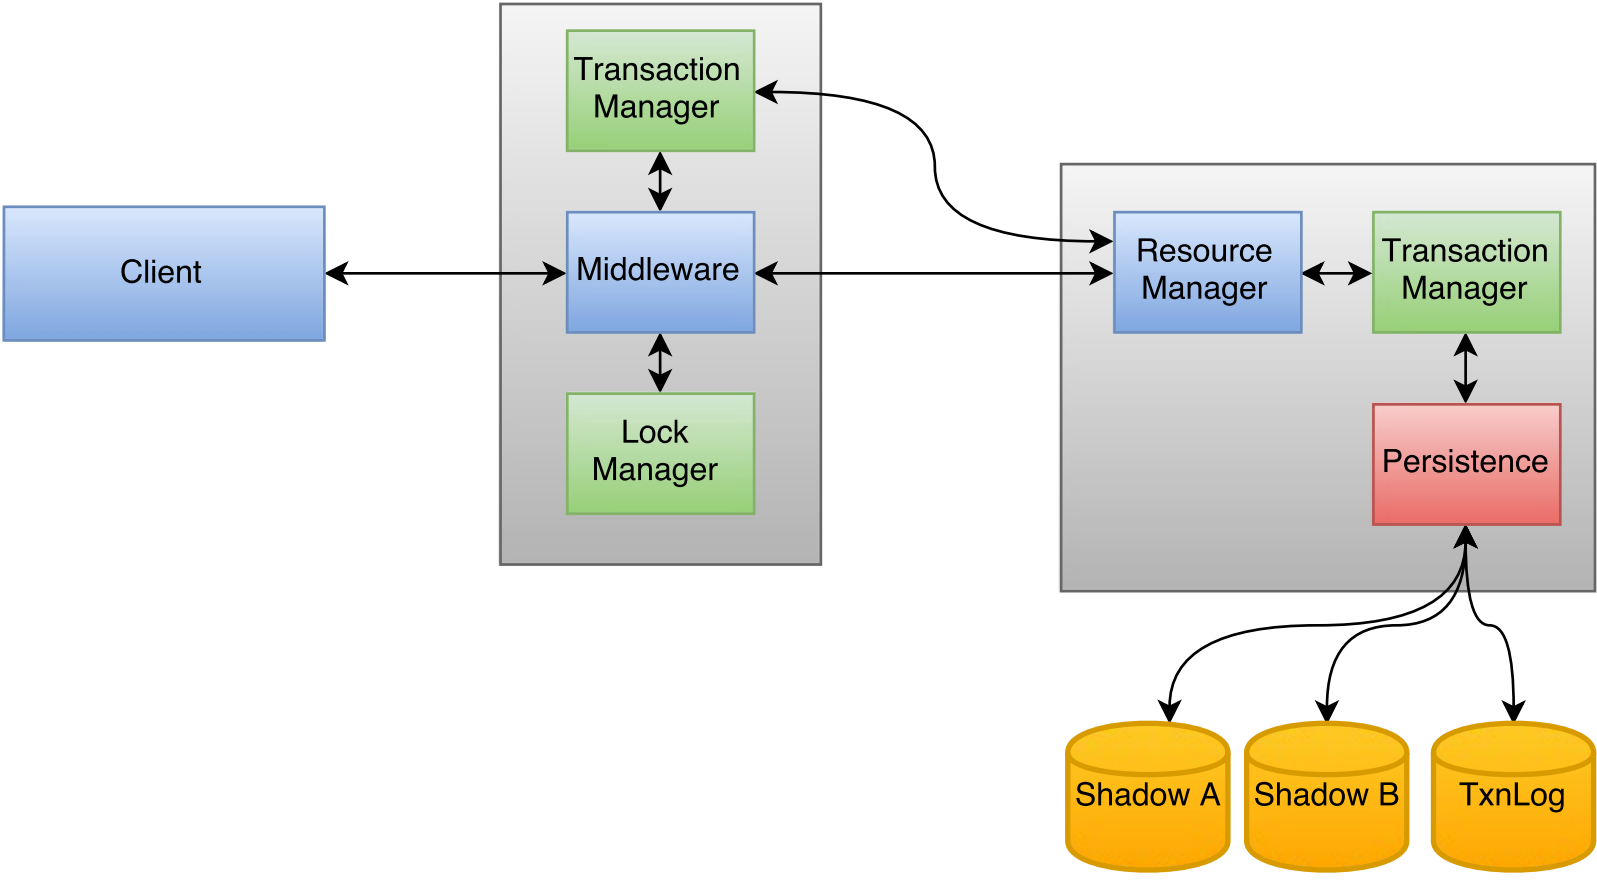 Transaction
Manager
Client
Middleware
Lock
Manager
Resource
Manager
Transaction
Manager
Persistence
Shadow A
Shadow B
TxnLog